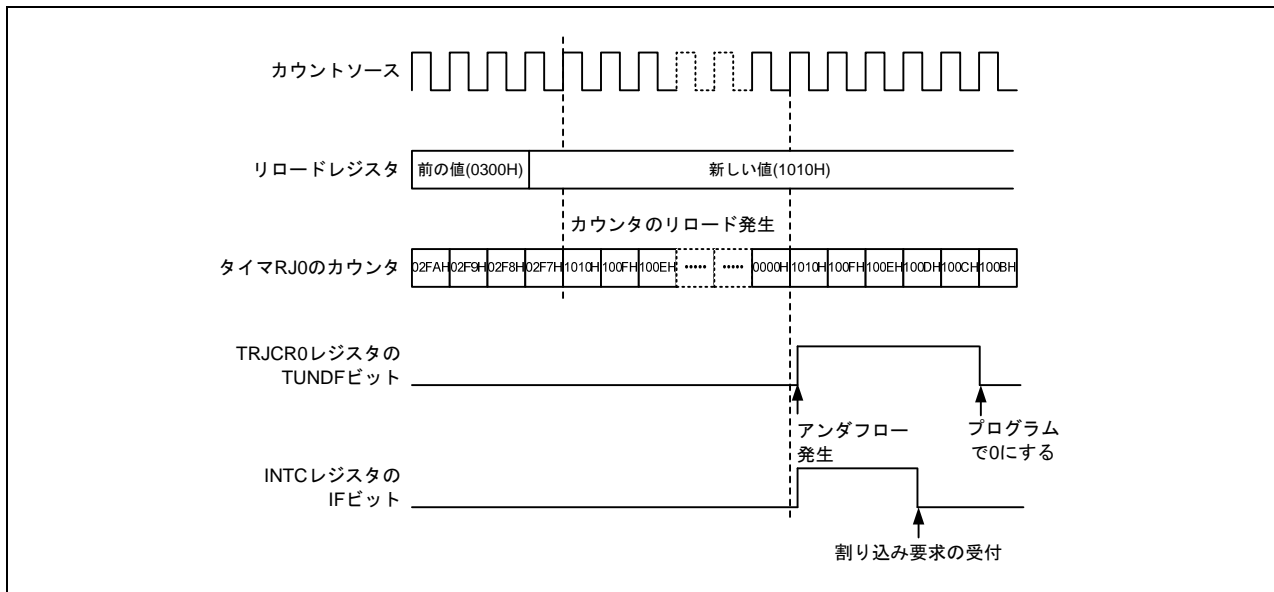 カウントソース
リロードレジスタ
前の値(0300H)
新しい値(1010H)
カウンタのリロード発生
タイマRJ0のカウンタ
02FAH 02F9H 02F8H 02F7H 1010H 100FH 100EH ····· ····· 0000H 1010H 100FH 100EH 100DH 100CH 100BH
TRJCR0レジスタの
TUNDFビット
アンダフロー
発生
プログラム
で0にする
INTCレジスタの
IFビット
割り込み要求の受付